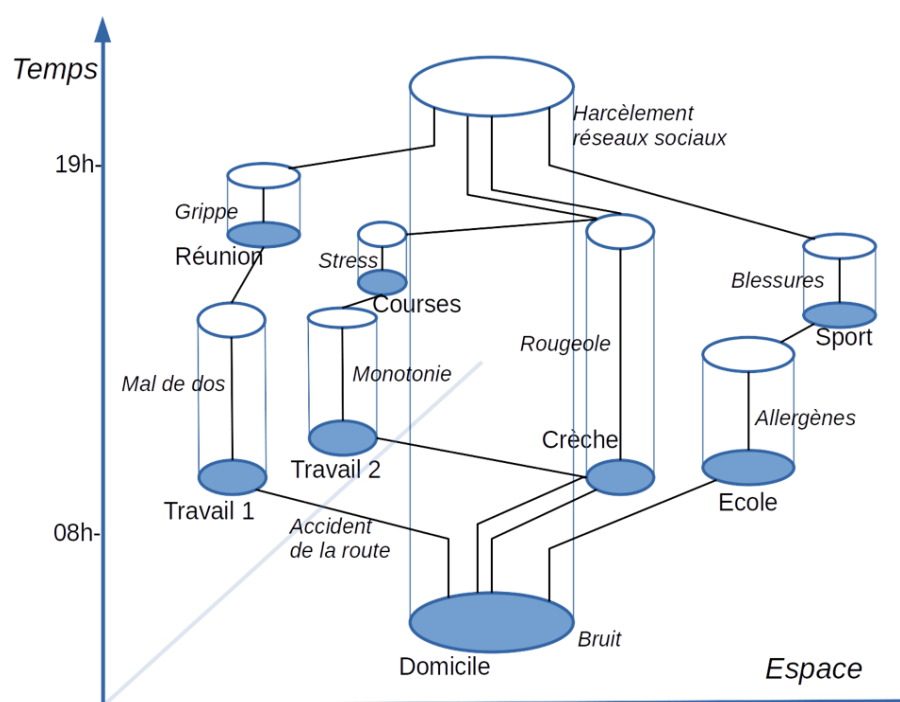 Temps
Harcèlement
réseaux sociaux
19h-
Grippe
Réunion
Stress
Courses
Blessures
Sport
Rougeole
Mal de dos
Monotonie
Allergènes
Crèche
Travail 2
Travail 1
Ecole
Accident
de la route
08h-
Bruit
Domicile
Espace